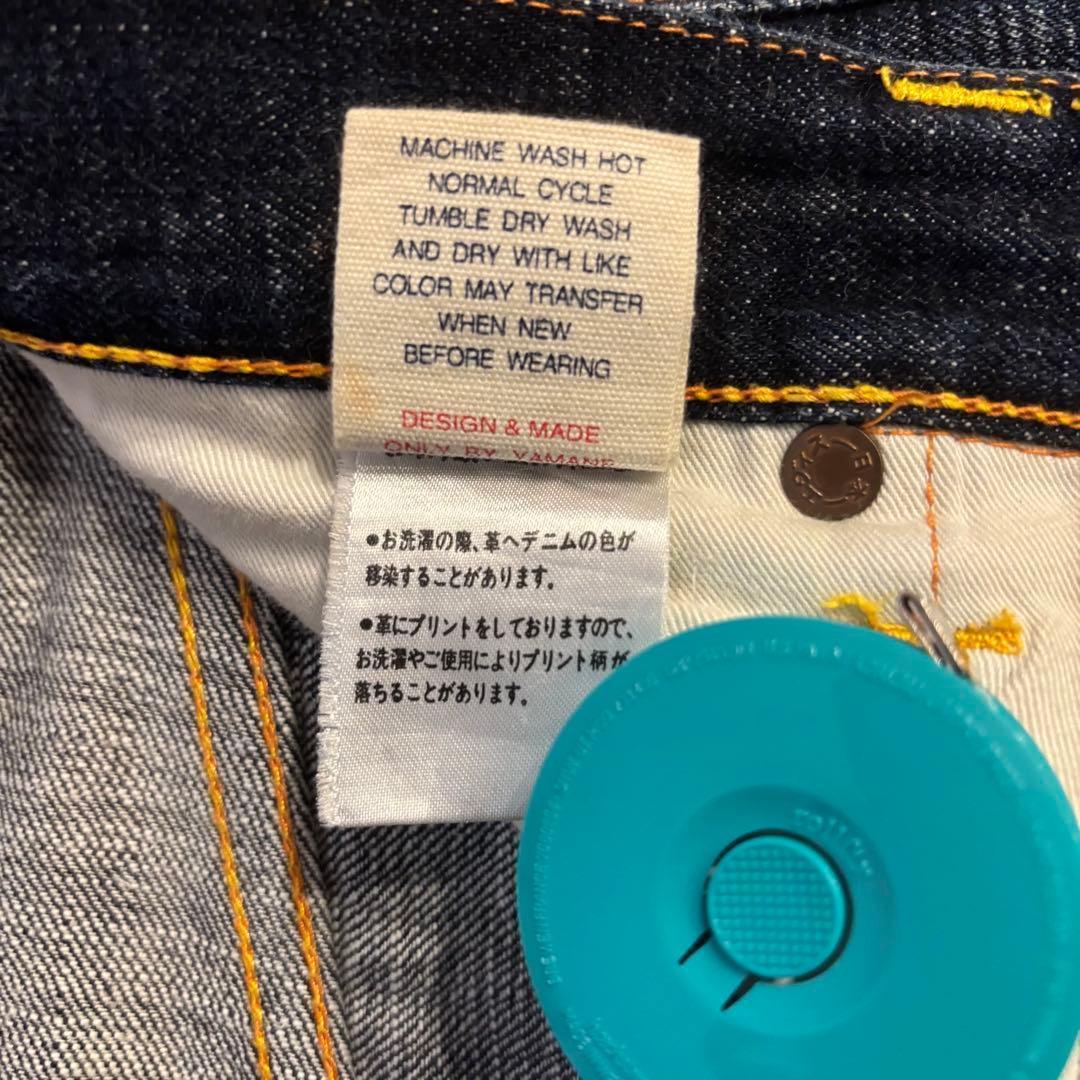 MACHINE WASH HOT
NORMAL CYCLE
TUMBLE DRY WASH
AND DRY WITH LIKE
COLOR MAY TRANSFER
WHEN NEW
BEFORE WEARING
DESIGN & MADE
ONLY BY YAMANE
●お洗濯の際、革へデニムの色が
移染することがあります。
●革にプリントをしておりますので、
お洗濯やご使用によりプリント柄が
落ちることがあります。